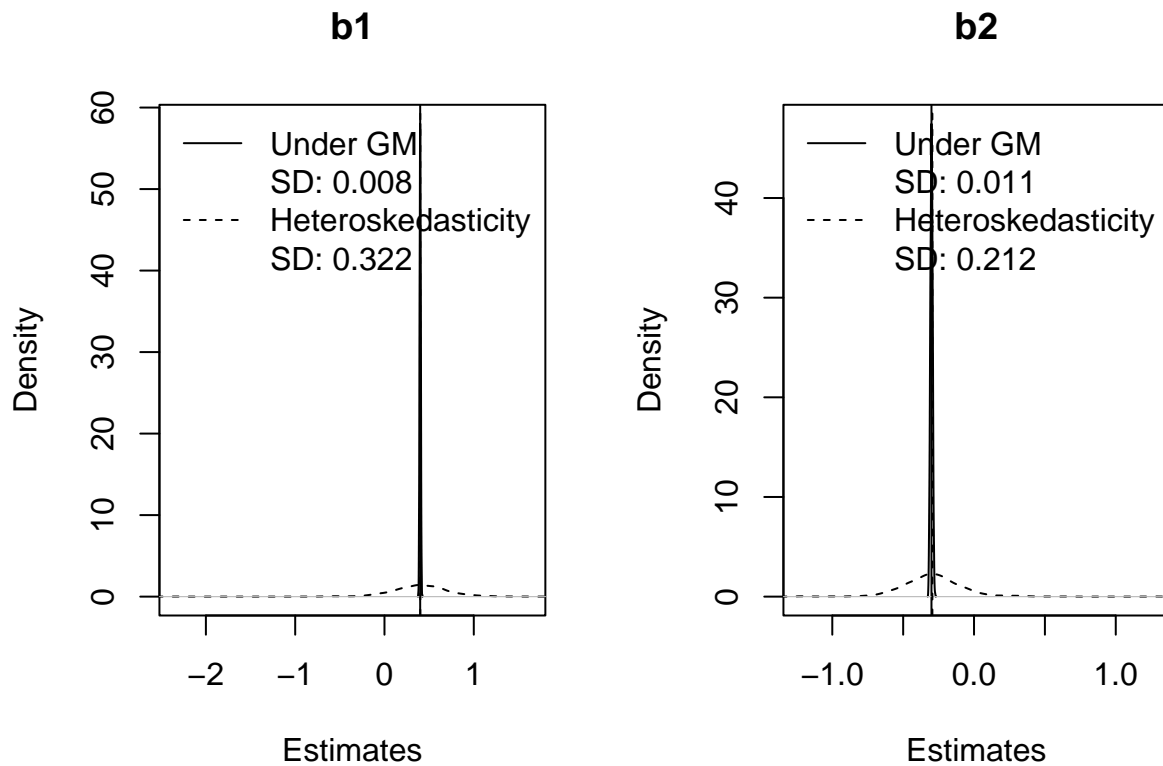 b1
Under GM
SD: 0.008
Heteroskedasticity
SD: 0.322
Density
60
50
40
30
20
10
0
−2
−1
0
1
Estimates
b2
Under GM
SD: 0.011
Heteroskedasticity
SD: 0.212
Density
40
30
20
10
0
−1.0
0.0
1.0
Estimates